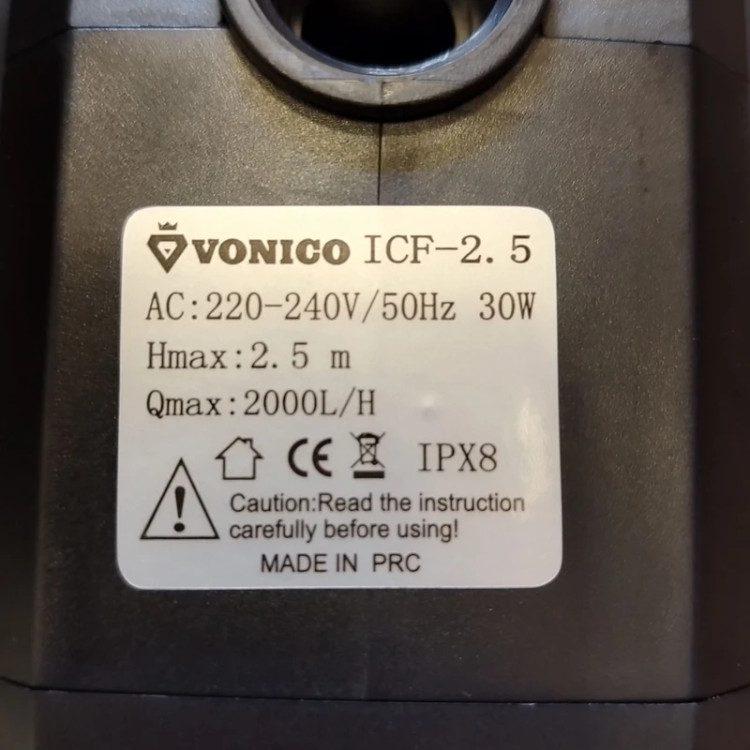 VONICO ICF-2.5
AC:220-240V/50Hz 30W
Hmax:2.5 m
Qmax:2000L/H
CE IPX8
Caution:Read the instruction
carefully before using!
MADE IN PRC